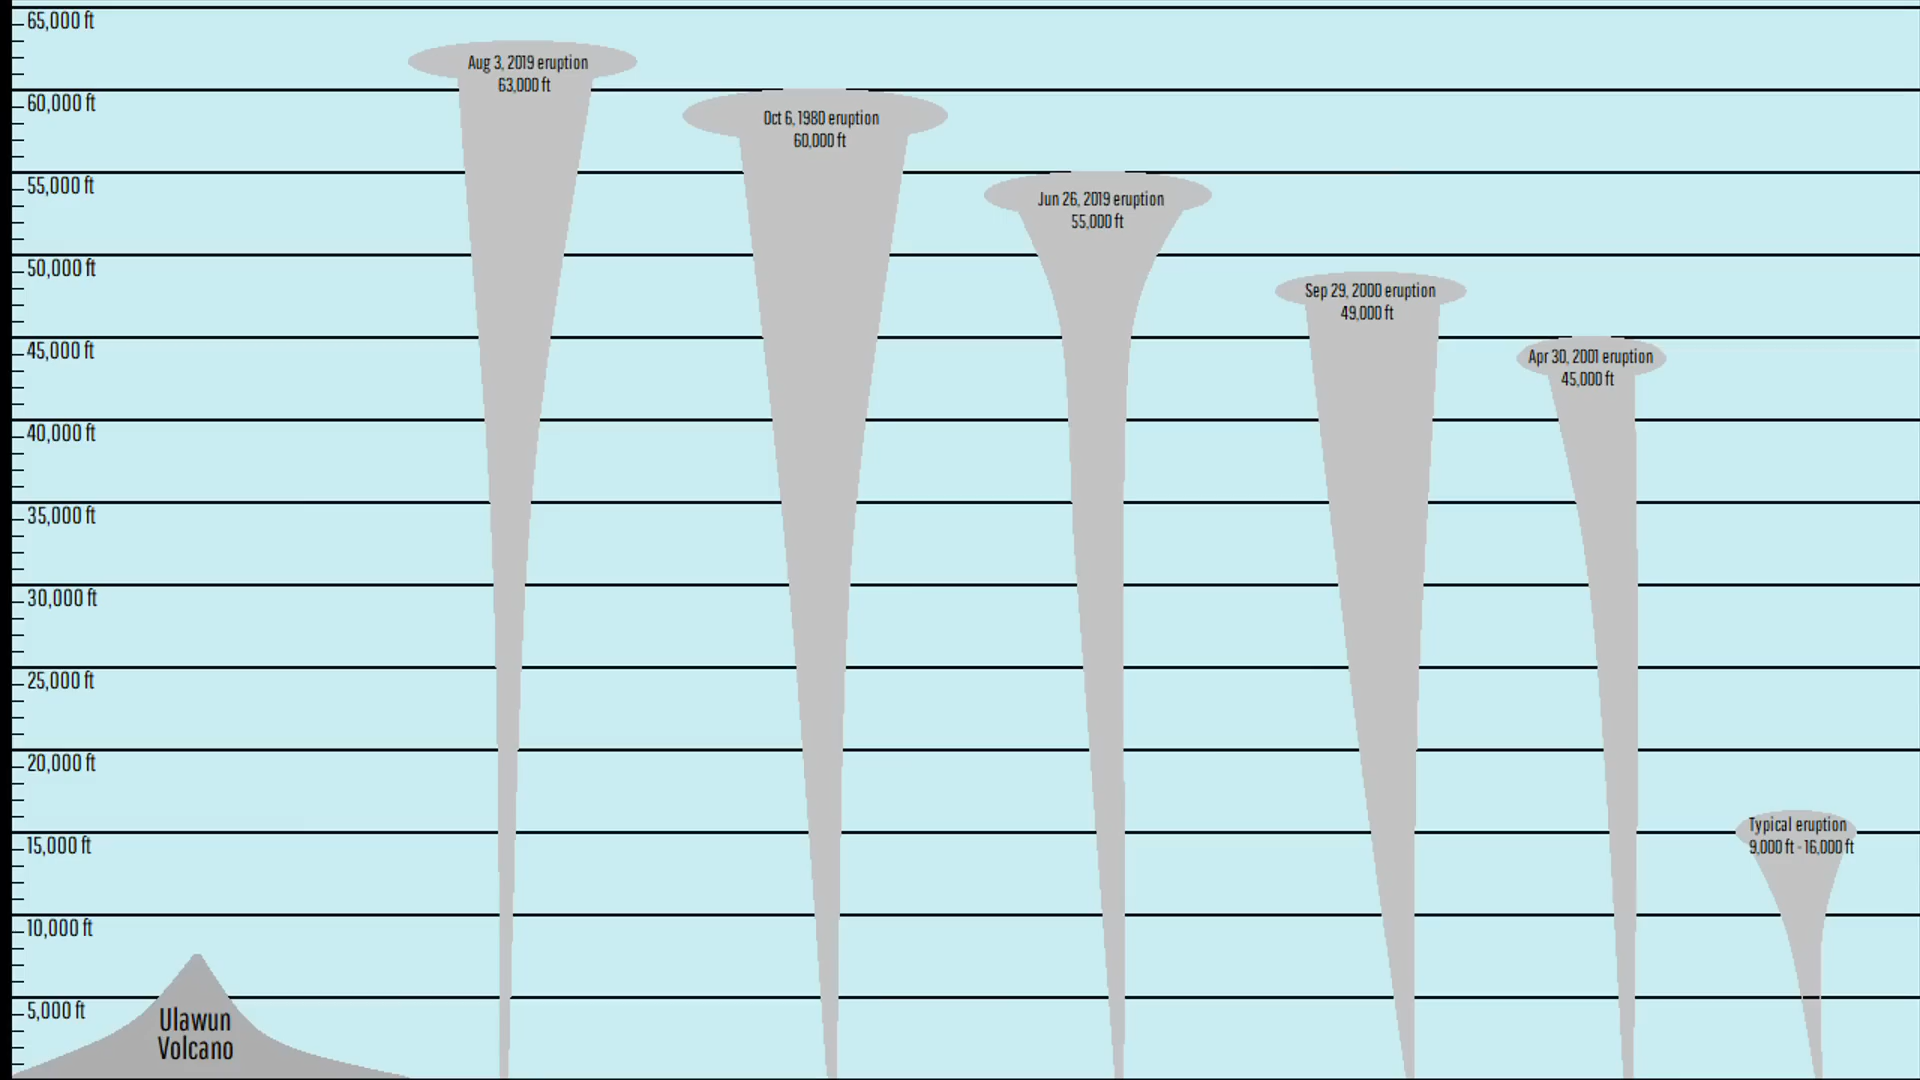 65,000 ft
60,000 ft
55,000 ft
50,000 ft
45,000 ft
40,000 ft
35,000 ft
30,000 ft
25,000 ft
20,000 ft
15,000 ft
10,000 ft
5,000 ft
Ulawun
Volcano
Aug 3, 2019 eruption
63,000 ft
Oct 6, 1980 eruption
60,000 ft
Jun 26, 2019 eruption
55,000 ft
Sep 29, 2000 eruption
49,000 ft
Apr 30, 2001 eruption
45,000 ft
Typical eruption
9,000 ft - 16,000 ft